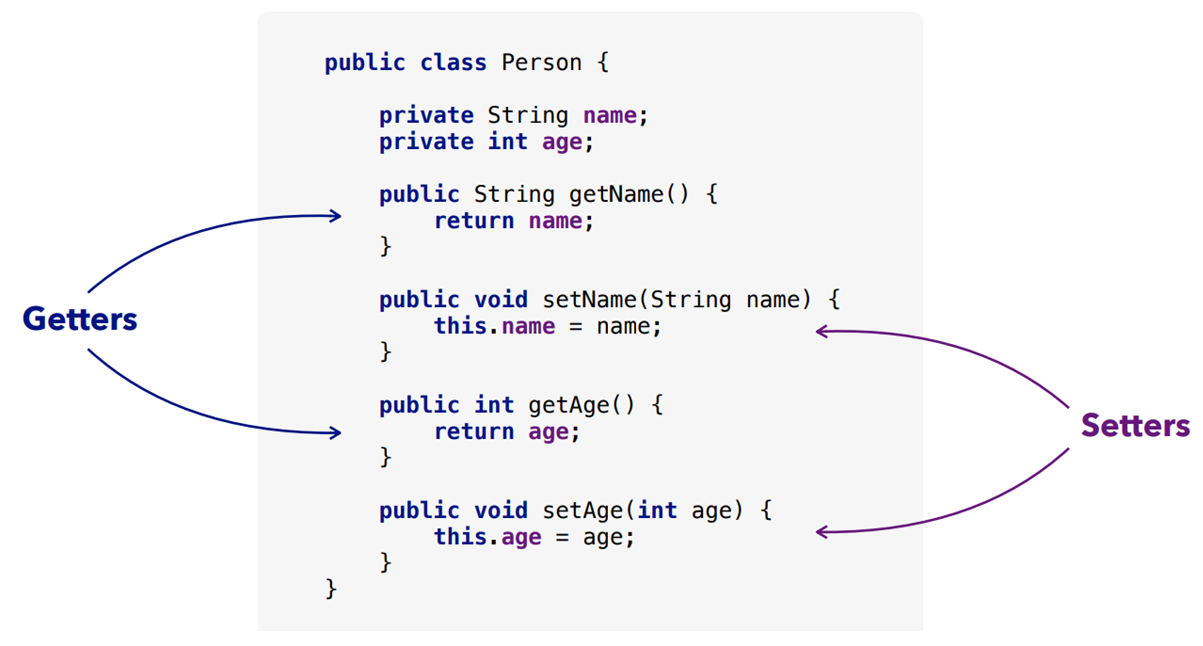 public class Person {
private String name;
private int age;
public String getName() {
return name;
}
public void setName(String name) {
this.name = name;
}
public int getAge() {
return age;
}
public void setAge(int age) {
this.age = age;
}
}
Getters
Setters